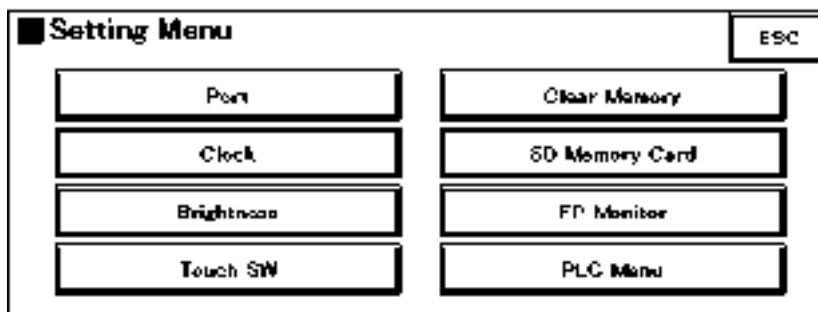 Setting Menu
ESC
Port
Clear Memory
Clock
SD Memory Card
Brightness
FP Monitor
Touch SW
PLC Menu